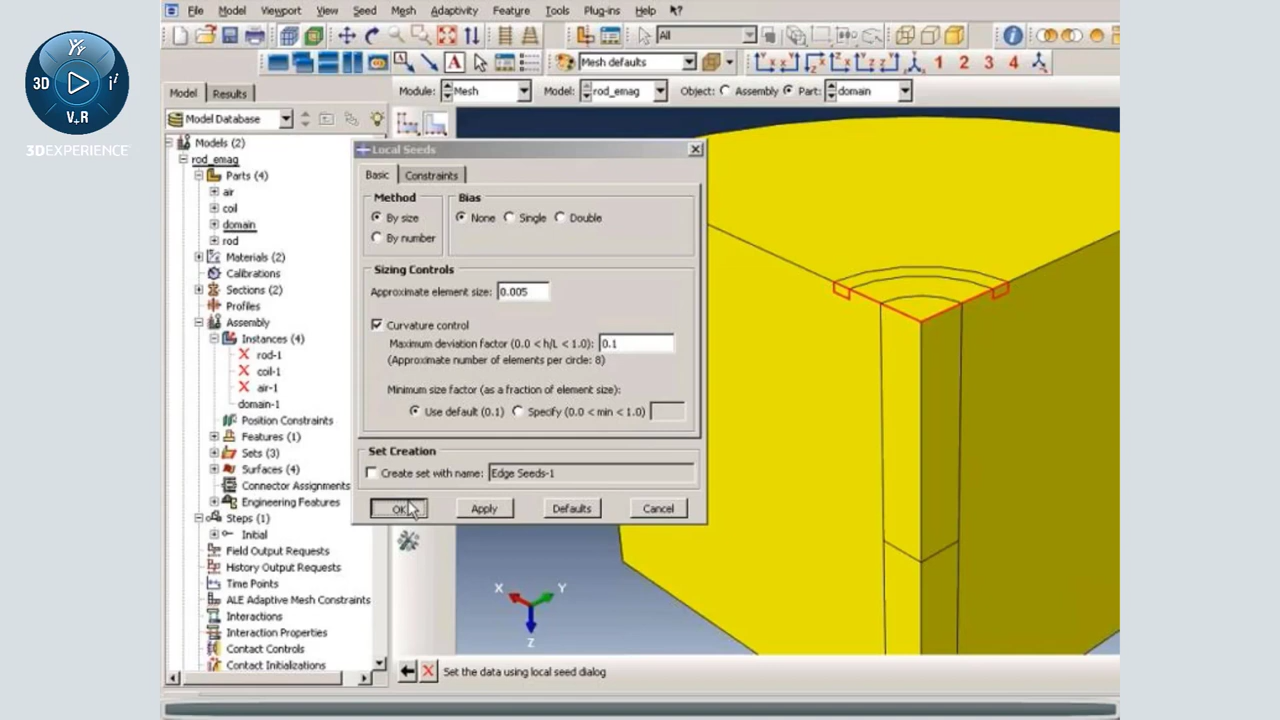 File Model Viewport View Seed Mesh Adaptivity Feature Tools Plug-ins Help
All
A Mesh defaults 1 2 3 4
Model Results
Module: Mesh Model: rod_emag Object: Assembly Part: domain
Model Database
Models (2)
rod_emag
Parts (4)
air
coil
domain
rod
Materials (2)
Calibrations
Sections (2)
Profiles
Assembly
Instances (4)
rod-1
coil-1
air-1
domain-1
Position Constraints
Features (1)
Sets (3)
Surfaces (4)
Connector Assignments
Engineering Features
Steps (1)
Initial
Field Output Requests
History Output Requests
Time Points
ALE Adaptive Mesh Constraints
Interactions
Interaction Properties
Contact Controls
Contact Initializations
Local Seeds
Basic Constraints
Method
By size
By number
Bias
None Single Double
Sizing Controls
Approximate element size: 0.005
Curvature control
Maximum deviation factor (0.0 < h/L < 1.0): 0.1
(Approximate number of elements per circle: 8)
Minimum size factor (as a fraction of element size):
Use default (0.1) Specify (0.0 < min < 1.0)
Set Creation
Create set with name: Edge Seeds-1
OK Apply Defaults Cancel
X Y
Z
Set the data using local seed dialog
3D
V+R
3DEXPERIENCE